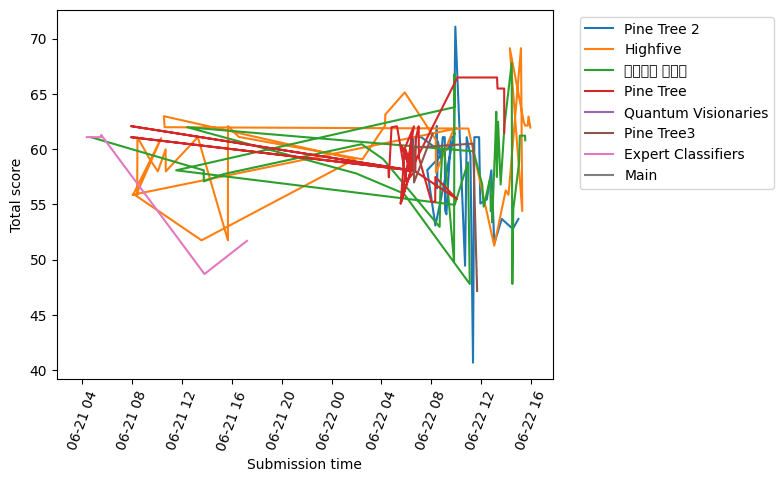 70
65
60
55
50
45
40
Total score
06-21 04
06-21 08
06-21 12
06-21 16
06-21 20
06-22 00
06-22 04
06-22 08
06-22 12
06-22 16
Submission time
Pine Tree 2
Highfive
Pine Tree
Quantum Visionaries
Pine Tree3
Expert Classifiers
Main